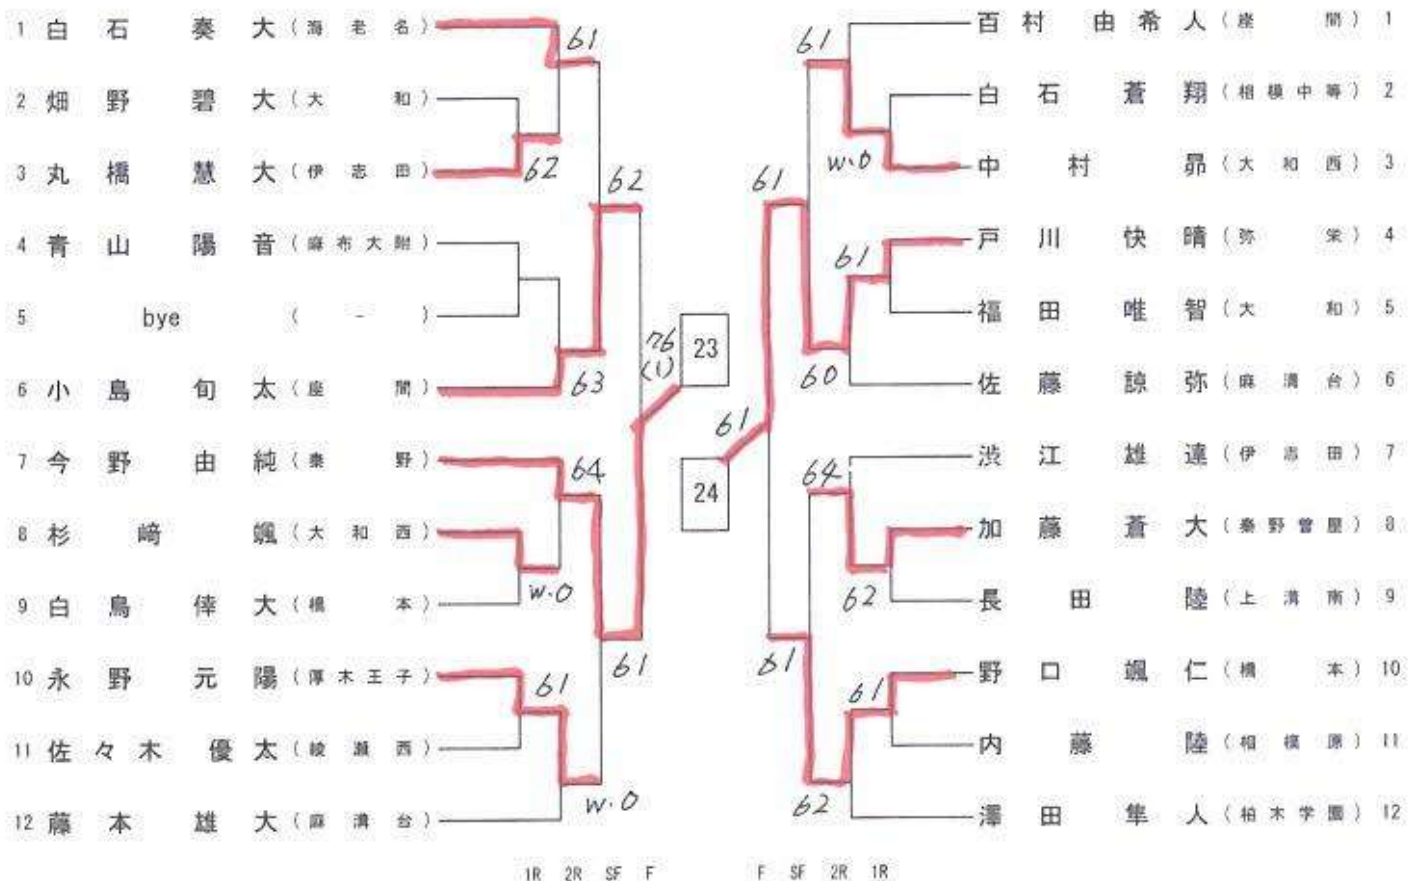 1 白石 奏大 (海老名)
2 畑野 碧大 (大和)
3 丸橋 慧大 (伊志田)
4 青山 陽音 (麻布大附)
5 bye ( - )
6 小島 旬太 (座間)
7 今野 由純 (秦野)
8 杉﨑 颯 (大和西)
9 白鳥 倖大 (橋本)
10 永野 元陽 (厚木王子)
11 佐々木 優太 (綾瀬西)
12 藤本 雄大 (麻溝台)
61
62
62
63
64
w.o
61
61
w.o
76
(1)
23
24
61
61
w.o
61
61
60
61
64
62
61
61
62
百村 由希人 (座間) 1
白石 蒼翔 (相模中等) 2
中村 昴 (大和西) 3
戸川 快晴 (弥栄) 4
福田 唯智 (大和) 5
佐藤 諒弥 (麻溝台) 6
渋江 雄達 (伊志田) 7
加藤 蒼大 (秦野曽屋) 8
長田 陸 (上溝南) 9
野口 颯仁 (橋本) 10
内藤 陸 (相模原) 11
澤田 隼人 (柏木学園) 12
1R 2R SF F F SF 2R 1R